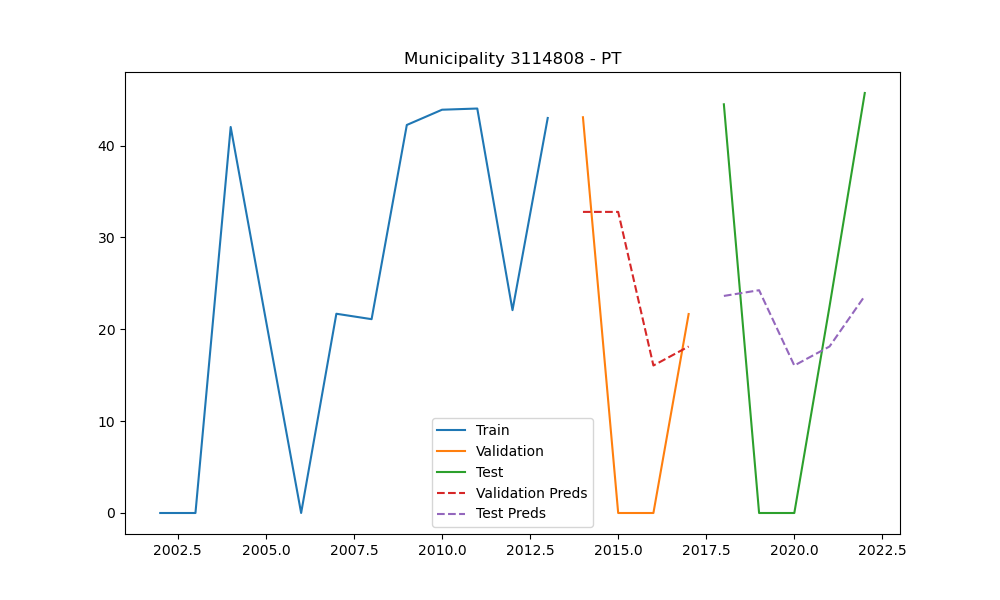 Municipality 3114808 - PT
40
30
20
10
0
Train
Validation
Test
Validation Preds
Test Preds
2002.5 2005.0 2007.5 2010.0 2012.5 2015.0 2017.5 2020.0 2022.5